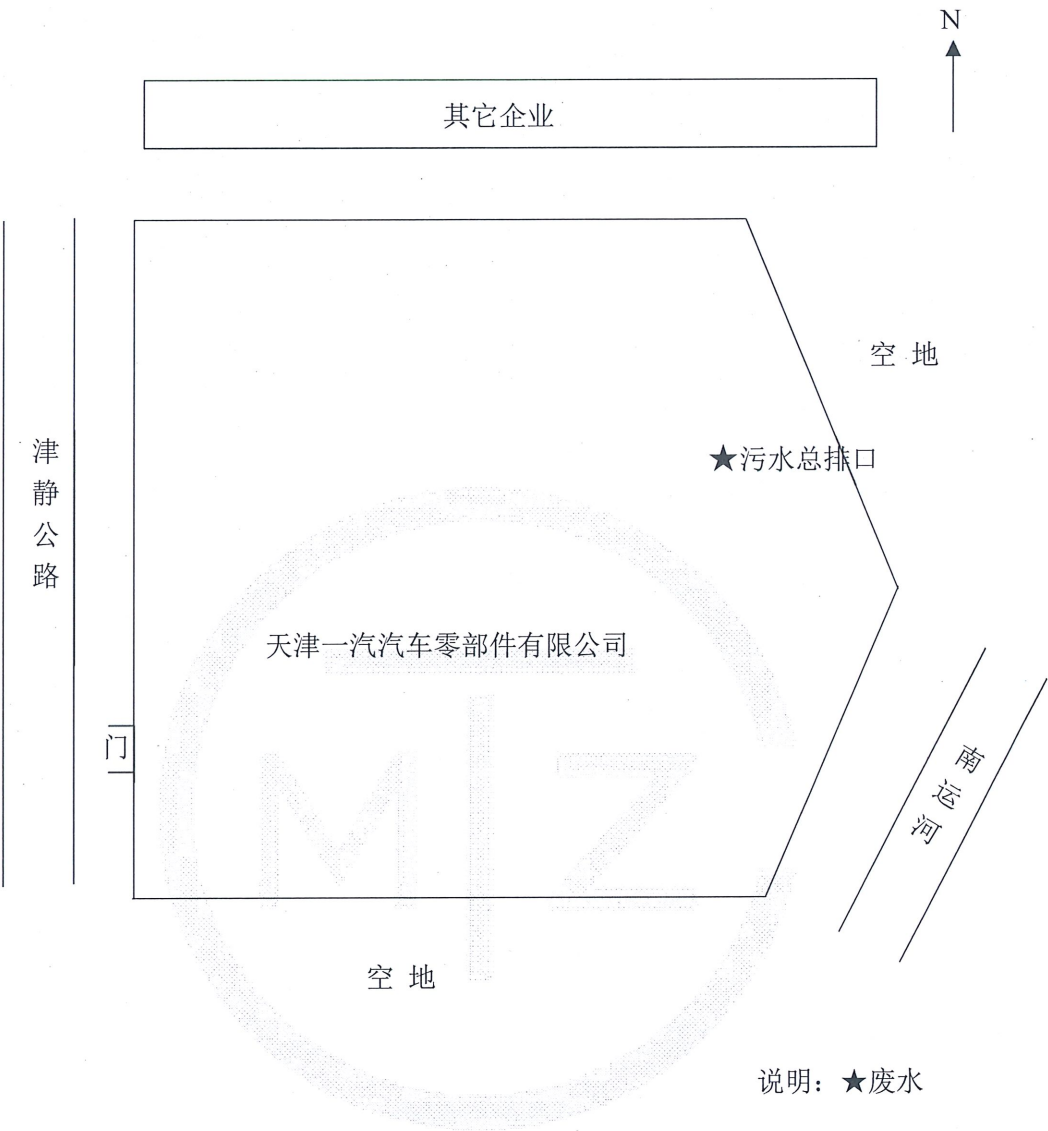 N
其它企业
空 地
津静公路
★污水总排口
天津一汽汽车零部件有限公司
门
南运河
空 地
说明：★废水
MTZ